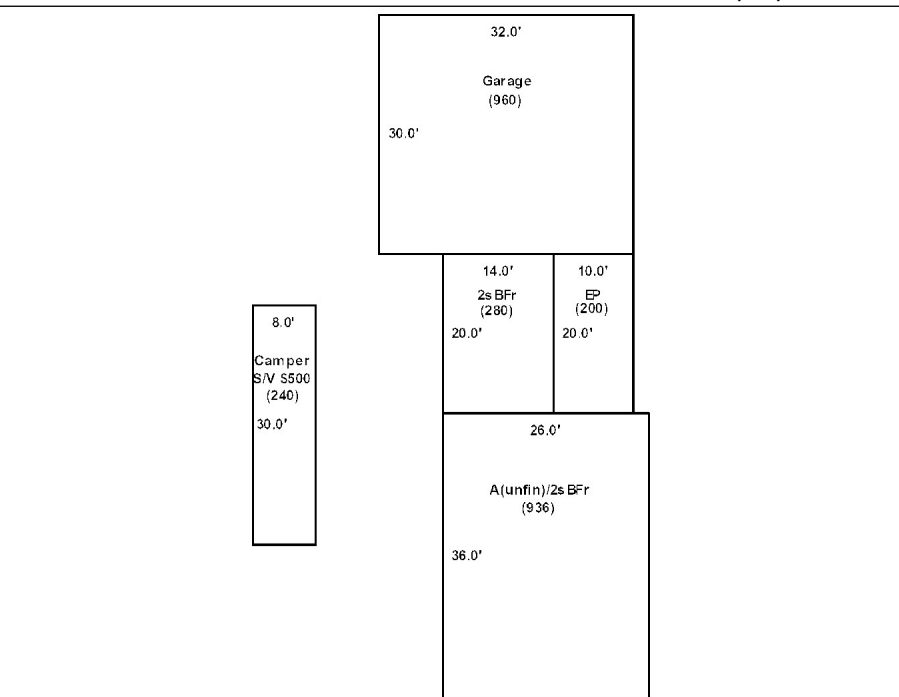 32.0'
Garage
(960)
30.0'
14.0'
2s BFr
(280)
20.0'
10.0'
EP
(200)
20.0'
8.0'
Camper
S/V S500
(240)
30.0'
26.0'
A(unfin)/2s BFr
(936)
36.0'